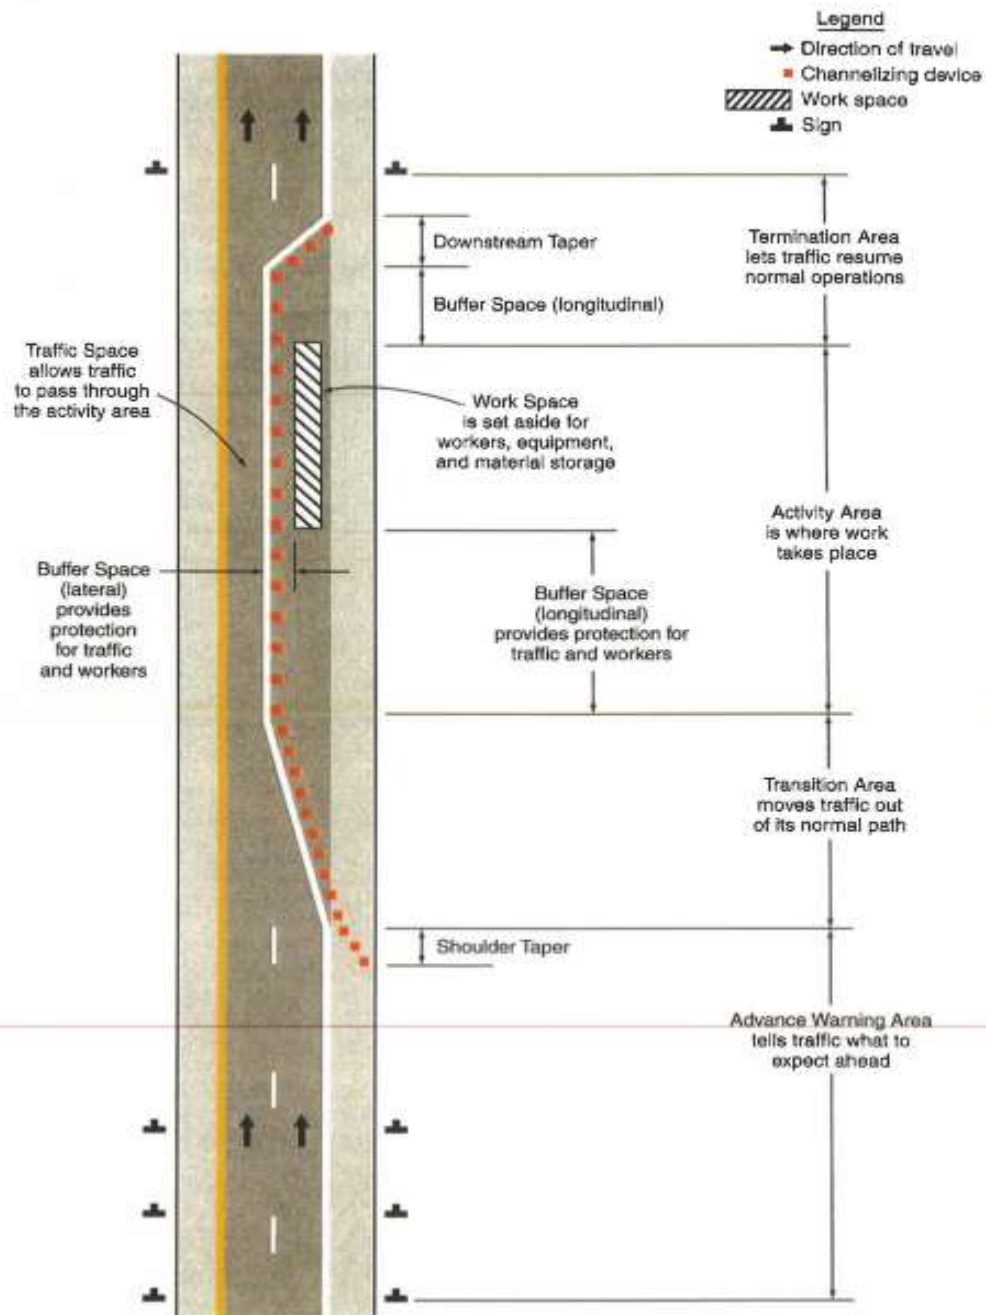 Legend
Direction of travel
Channelizing device
Work space
Sign
Downstream Taper
Buffer Space (longitudinal)
Termination Area
lets traffic resume
normal operations
Traffic Space
allows traffic
to pass through
the activity area
Work Space
is set aside for
workers, equipment,
and material storage
Activity Area
is where work
takes place
Buffer Space
(lateral)
provides
protection
for traffic
and workers
Buffer Space
(longitudinal)
provides protection for
traffic and workers
Transition Area
moves traffic out
of its normal path
Shoulder Taper
Advance Warning Area
tells traffic what to
expect ahead